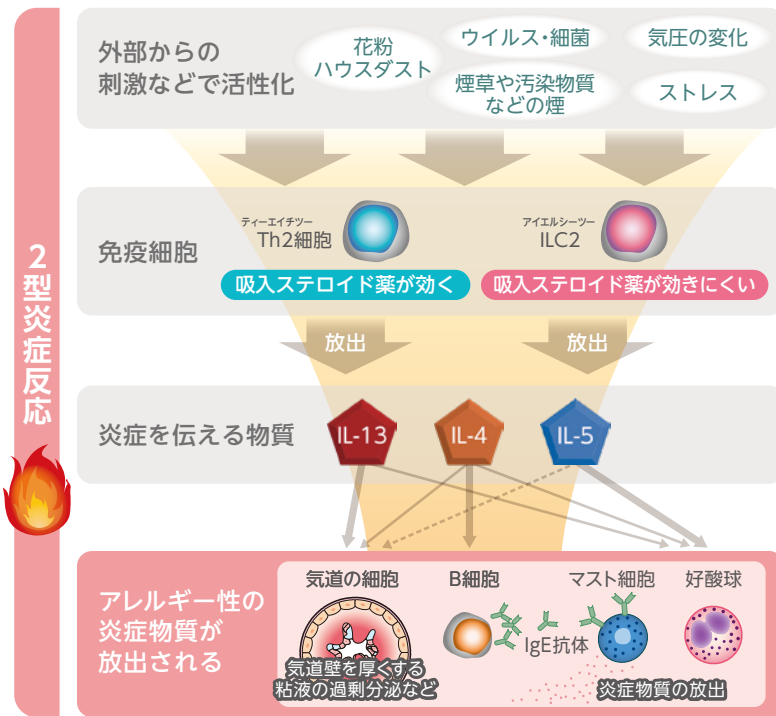 2型炎症反応
外部からの
刺激などで活性化
花粉
ハウスダスト
ウイルス・細菌
煙草や汚染物質
などの煙
気圧の変化
ストレス
免疫細胞
ティーエイチツー
Th2細胞
吸入ステロイド薬が効く
アイエルシーツー
ILC2
吸入ステロイド薬が効きにくい
放出
放出
炎症を伝える物質
IL-13
IL-4
IL-5
アレルギー性の
炎症物質が
放出される
気道の細胞
気道壁を厚くする
粘液の過剰分泌など
B細胞
IgE抗体
マスト細胞
好酸球
炎症物質の放出